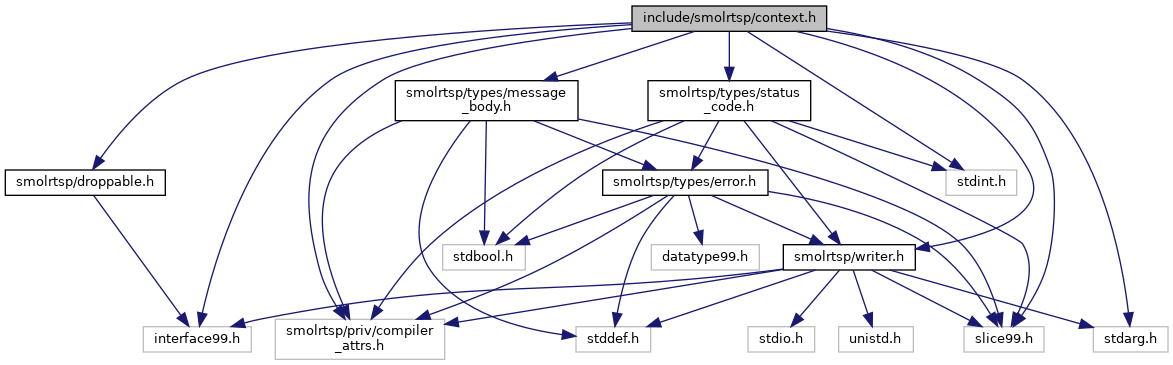 include/smolrtsp/context.h
smolrtsp/types/message
_body.h
smolrtsp/types/status
_code.h
smolrtsp/droppable.h
smolrtsp/types/error.h
stdint.h
stdbool.h
datatype99.h
smolrtsp/writer.h
interface99.h
smolrtsp/priv/compiler
_attrs.h
stddef.h
stdio.h
unistd.h
slice99.h
stdarg.h